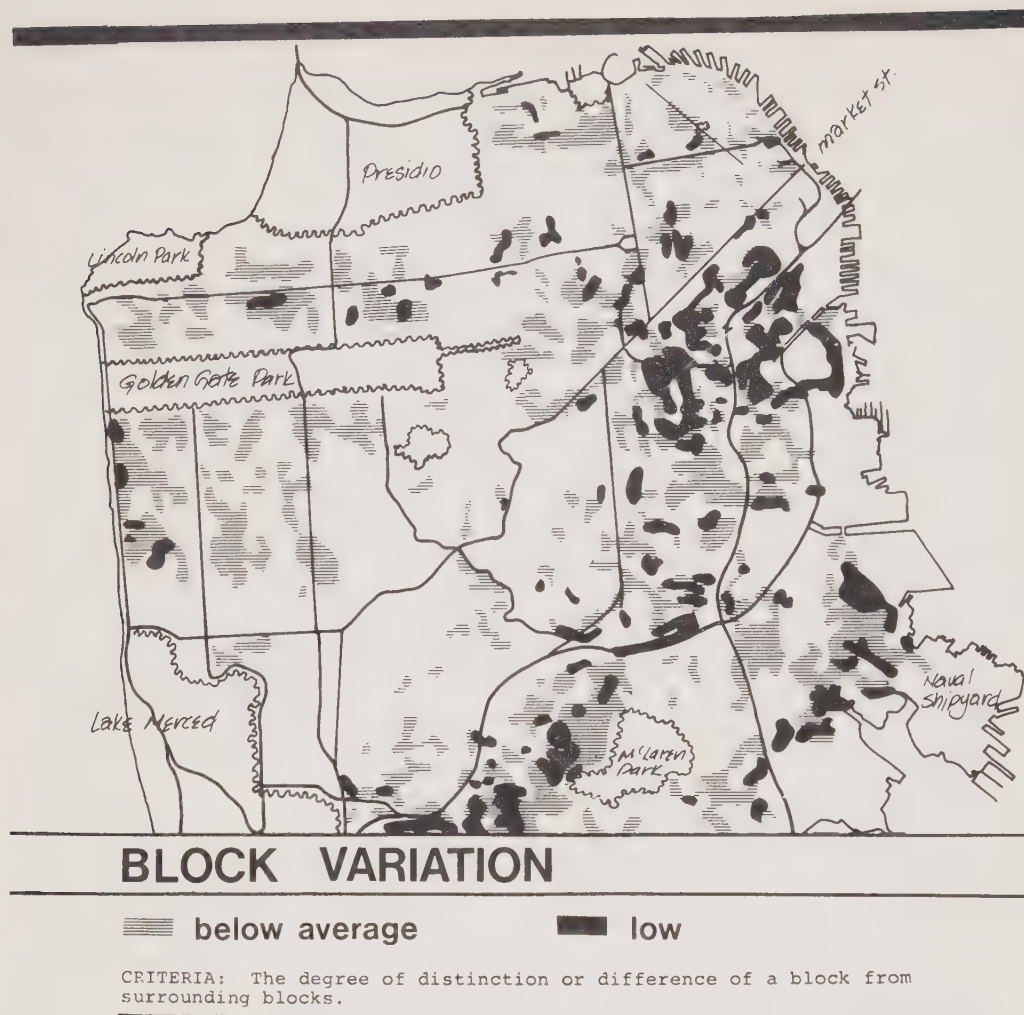 market st.
Presidio
Lincoln Park
Golden Gate Park
Naval
Shipyard
Lake Merced
McLaren
Park
BLOCK VARIATION
below average
low
CRITERIA: The degree of distinction or difference of a block from
surrounding blocks.